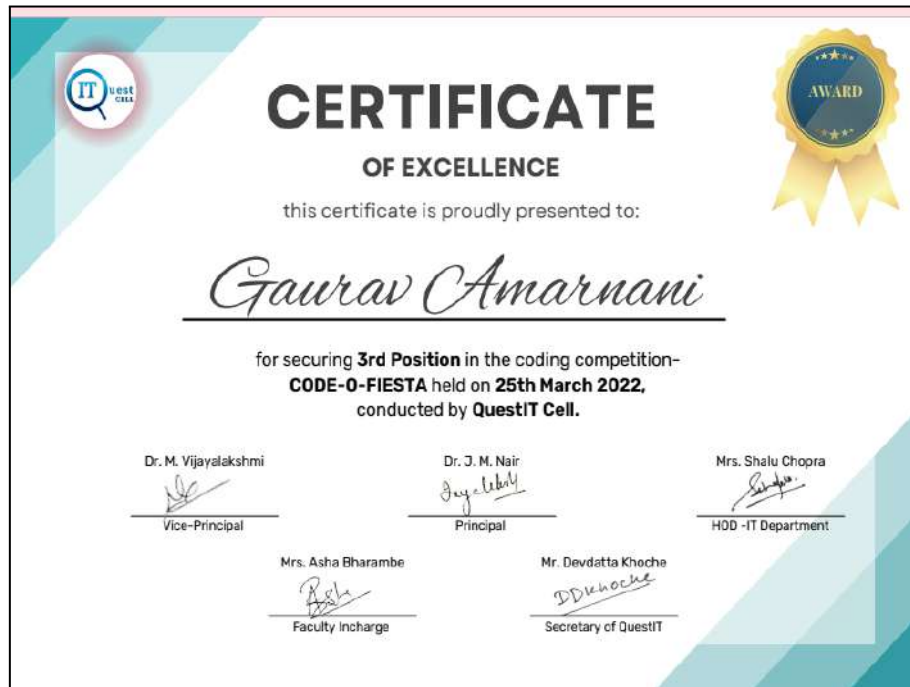 IT Quest
CELL
AWARD
CERTIFICATE
OF EXCELLENCE
this certificate is proudly presented to:
Gaurav Amarnani
for securing 3rd Position in the coding competition-
CODE-O-FIESTA held on 25th March 2022,
conducted by QuestIT Cell.
Dr. M. Vijayalakshmi
Dr. J. M. Nair
Mrs. Shalu Chopra
Vice-Principal
Principal
HOD -IT Department
Mrs. Asha Bharambe
Mr. Devdatta Khoche
DDKhoche
Faculty Incharge
Secretary of QuestIT